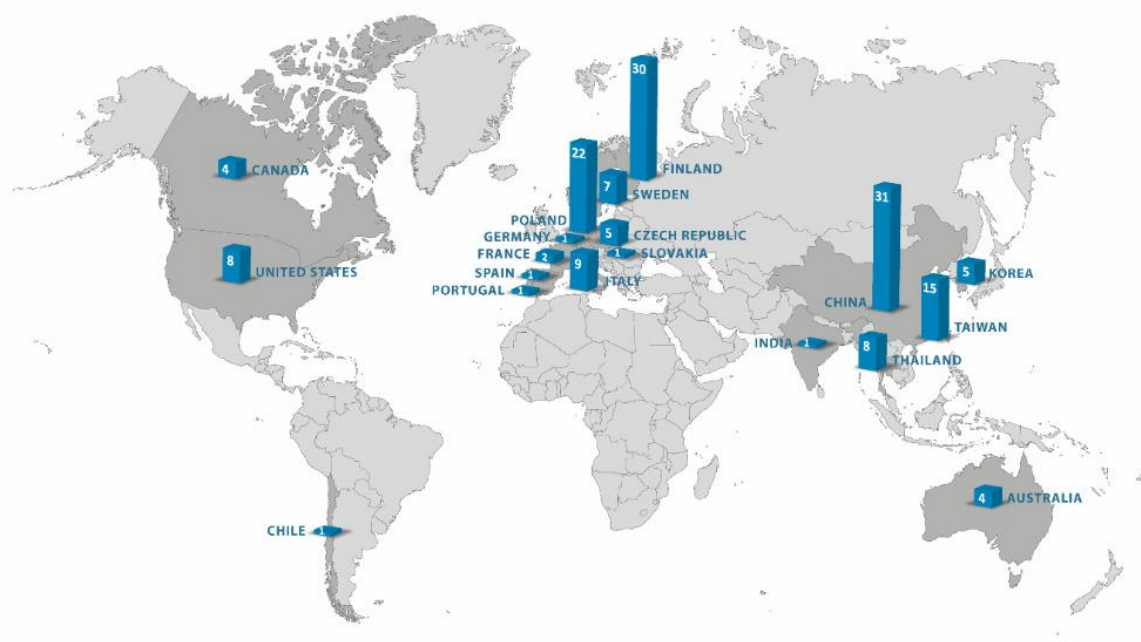 30
22
FINLAND
4
CANADA
7
SWEDEN
31
POLAND
5
CZECH REPUBLIC
GERMANY
1
1
SLOVAKIA
FRANCE
2
8
UNITED STATES
9
ITALY
SPAIN
1
5
KOREA
PORTUGAL
1
15
CHINA
TAIWAN
INDIA
1
8
THAILAND
4
AUSTRALIA
CHILE
1